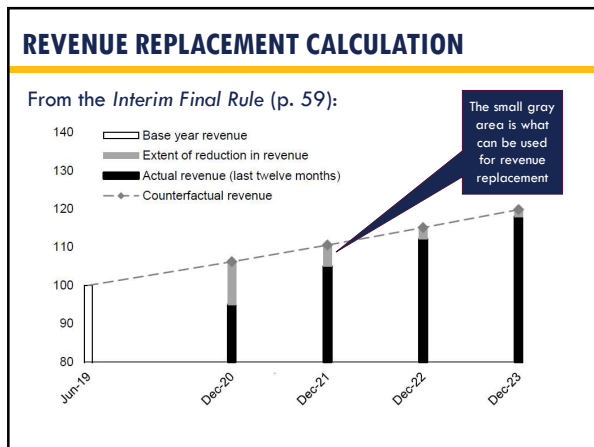 REVENUE REPLACEMENT CALCULATION
From the Interim Final Rule (p. 59):
The small gray
area is what
can be used
for revenue
replacement
140
130
120
110
100
90
80
Base year revenue
Extent of reduction in revenue
Actual revenue (last twelve months)
Counterfactual revenue
Jun-19
Dec-20
Dec-21
Dec-22
Dec-23